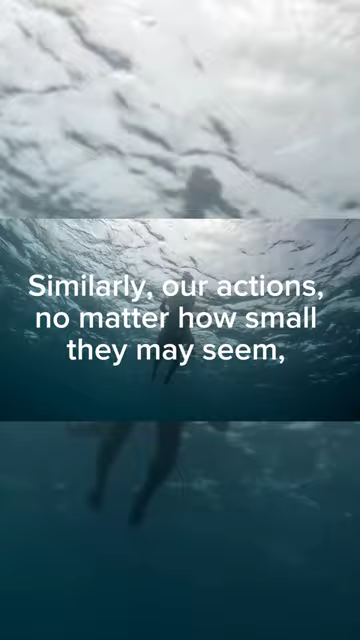 Similarly, our actions,
no matter how small
they may seem,